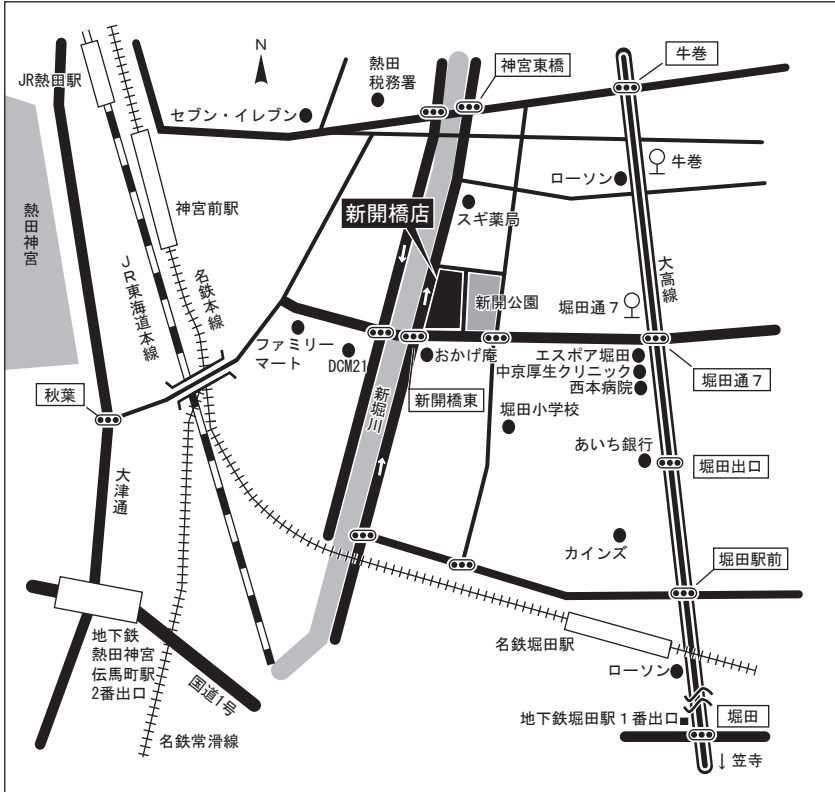 N
熱田
税務署
神宮東橋
牛巻
JR熱田駅
セブン・イレブン
牛巻
ローソン
神宮前駅
新開橋店
スギ薬局
熱田神宮
JR東海道本線
名鉄本線
大高線
新開公園
堀田通7
ファミリー
マート
DCM21
おかげ庵
エスポア堀田
中京厚生クリニック
西本病院
堀田通7
秋葉
新堀川
新開橋東
堀田小学校
あいち銀行
堀田出口
大津通
カインズ
堀田駅前
地下鉄
熱田神宮
伝馬町駅
2番出口
国道1号
名鉄堀田駅
ローソン
地下鉄堀田駅1番出口
堀田
名鉄常滑線
↓笠寺